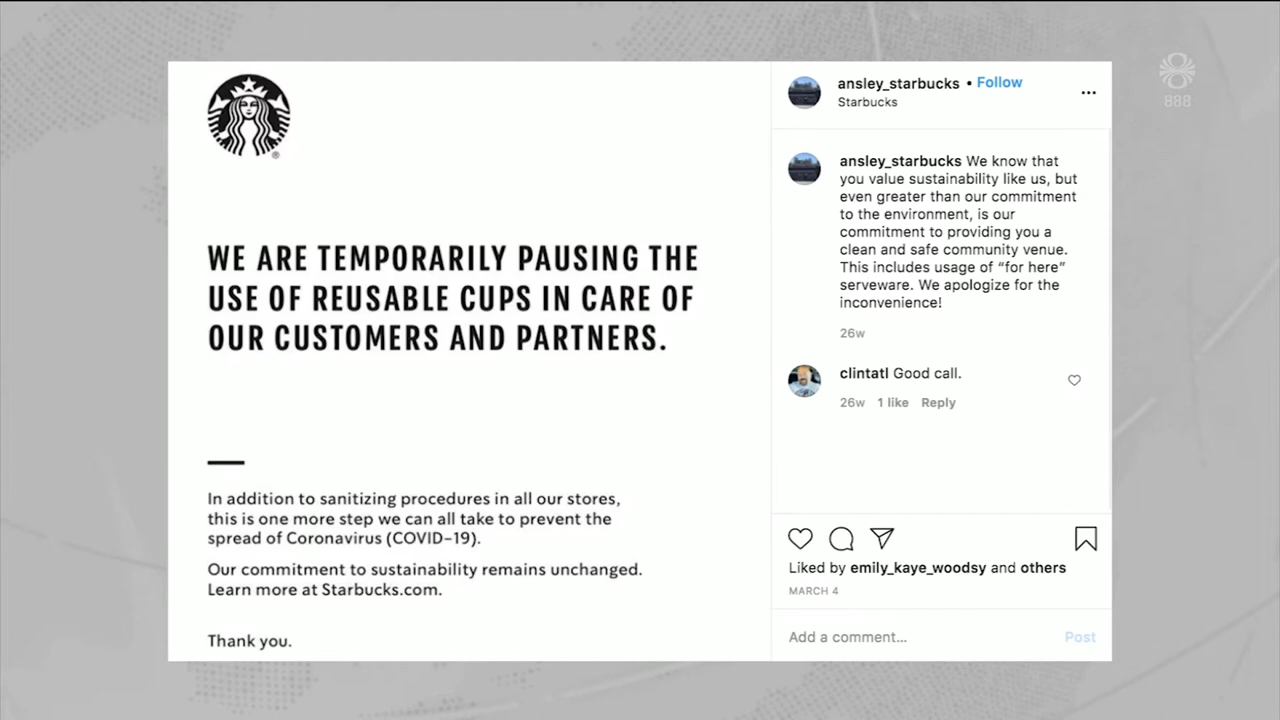 WE ARE TEMPORARILY PAUSING THE
USE OF REUSABLE CUPS IN CARE OF
OUR CUSTOMERS AND PARTNERS.
In addition to sanitizing procedures in all our stores,
this is one more step we can all take to prevent the
spread of Coronavirus (COVID-19).
Our commitment to sustainability remains unchanged.
Learn more at Starbucks.com.
Thank you.
ansley_starbucks • Follow
Starbucks
ansley_starbucks We know that
you value sustainability like us, but
even greater than our commitment
to the environment, is our
commitment to providing you a
clean and safe community venue.
This includes usage of “for here”
serveware. We apologize for the
inconvenience!
26w
clintatl Good call.
26w 1 like Reply
Liked by emily_kaye_woodsy and others
MARCH 4
Add a comment... Post
888